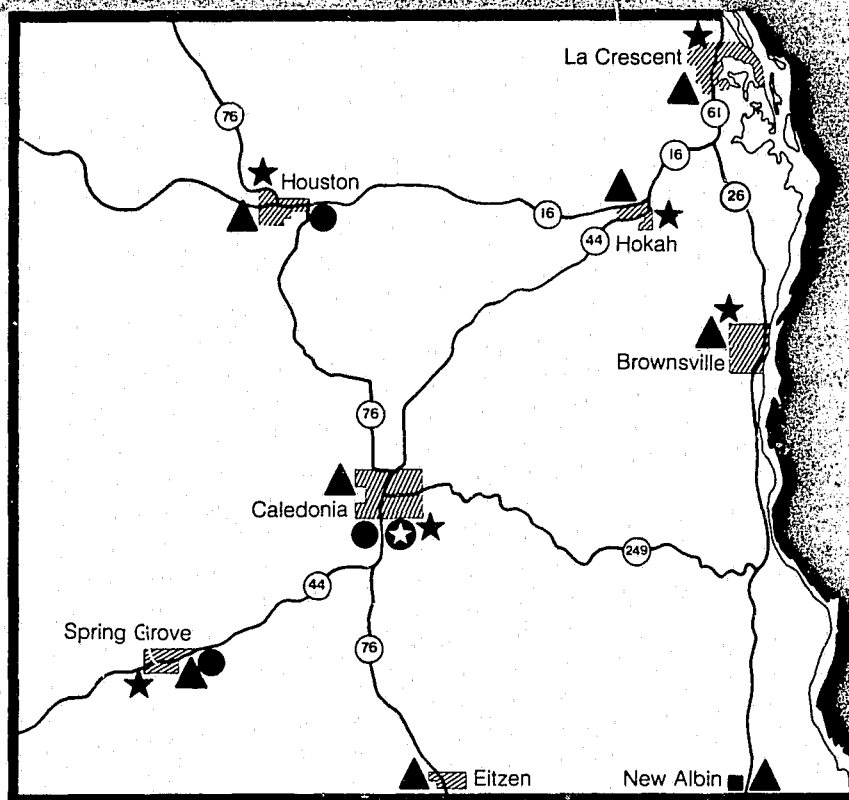 La Crescent
76
61
16
Houston
26
16
44
Hokah
Brownsville
76
Caledonia
249
44
Spring Grove
76
Eitzen
New Albin